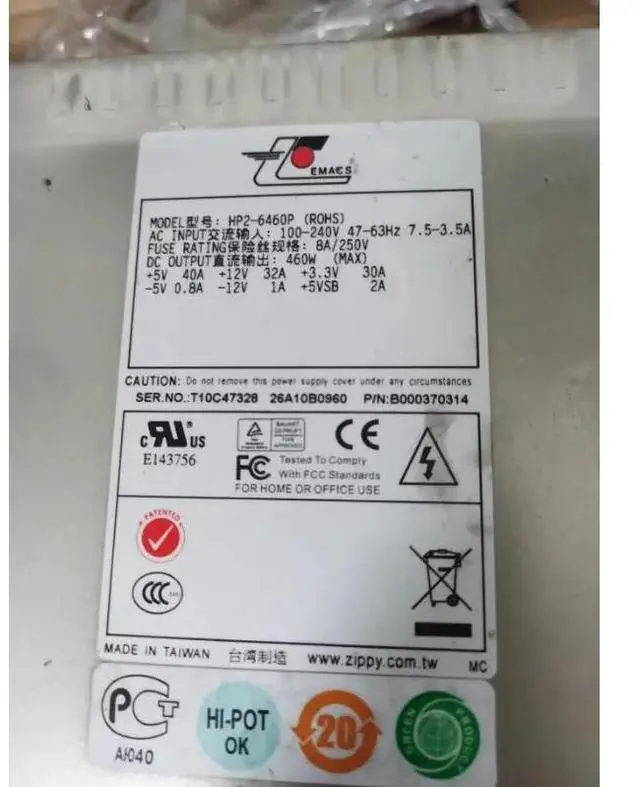 EMACS
MODEL型号: HP2-6460P (ROHS)
AC INPUT交流输入: 100-240V 47-63Hz 7.5-3.5A
FUSE RATING保险丝规格: 8A/250V
DC OUTPUT直流输出: 460W (MAX)
+5V 40A +12V 32A +3.3V 30A
-5V 0.8A -12V 1A +5VSB 2A
CAUTION: Do not remove this power supply cover under any circumstances
SER.NO.:T10C47328 26A10B0960 P/N:B000370314
c RU US
E143756
CE
FC Tested To Comply
With FCC Standards
FOR HOME OR OFFICE USE
PATENTED
CCC
MADE IN TAIWAN 台湾制造 www.zippy.com.tw MC
PCT
HI-POT
OK
20
GREEN PRODUCT